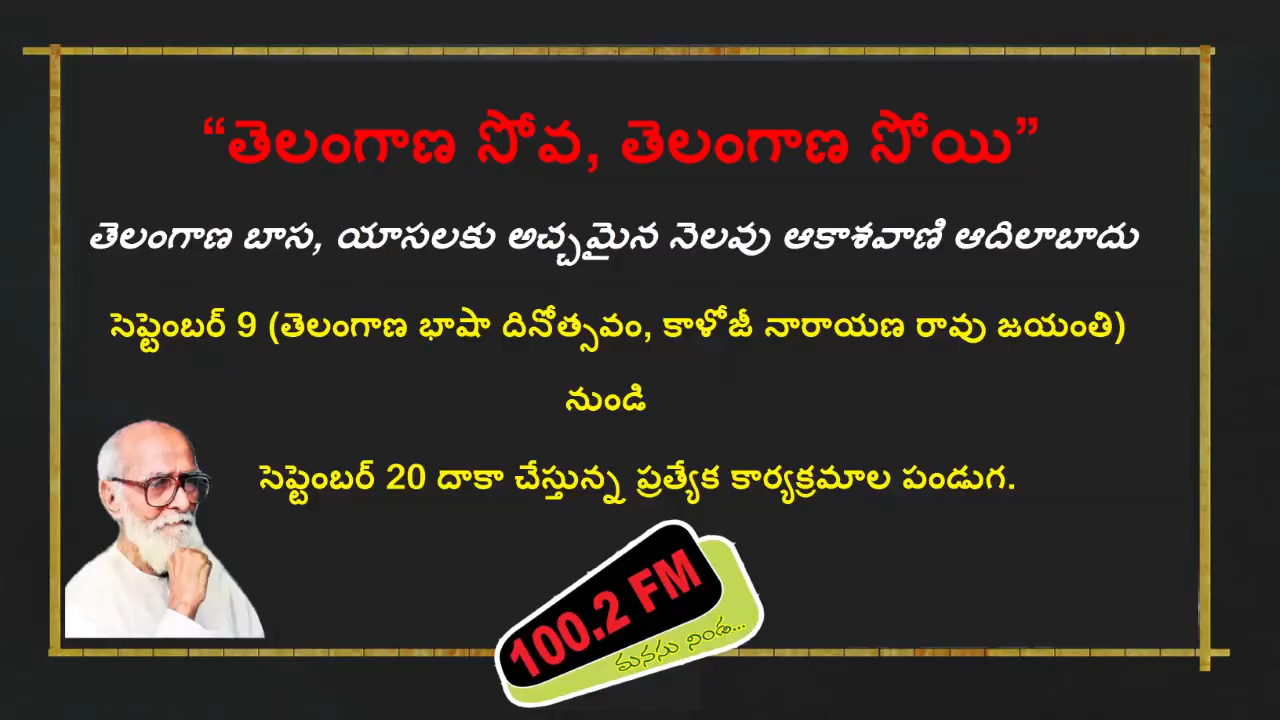 “తెలంగాణ సోవ, తెలంగాణ సోయి”
తెలంగాణ బాస, యాసలకు అచ్చమైన నెలవు ఆకాశవాణి ఆదిలాబాదు
సెప్టెంబర్ 9 (తెలంగాణ భాషా దినోత్సవం, కాళోజీ నారాయణ రావు జయంతి)
నుండి
సెప్టెంబర్ 20 దాకా చేస్తున్న ప్రత్యేక కార్యక్రమాల పండుగ.
100.2 FM
మనసు నిండా...